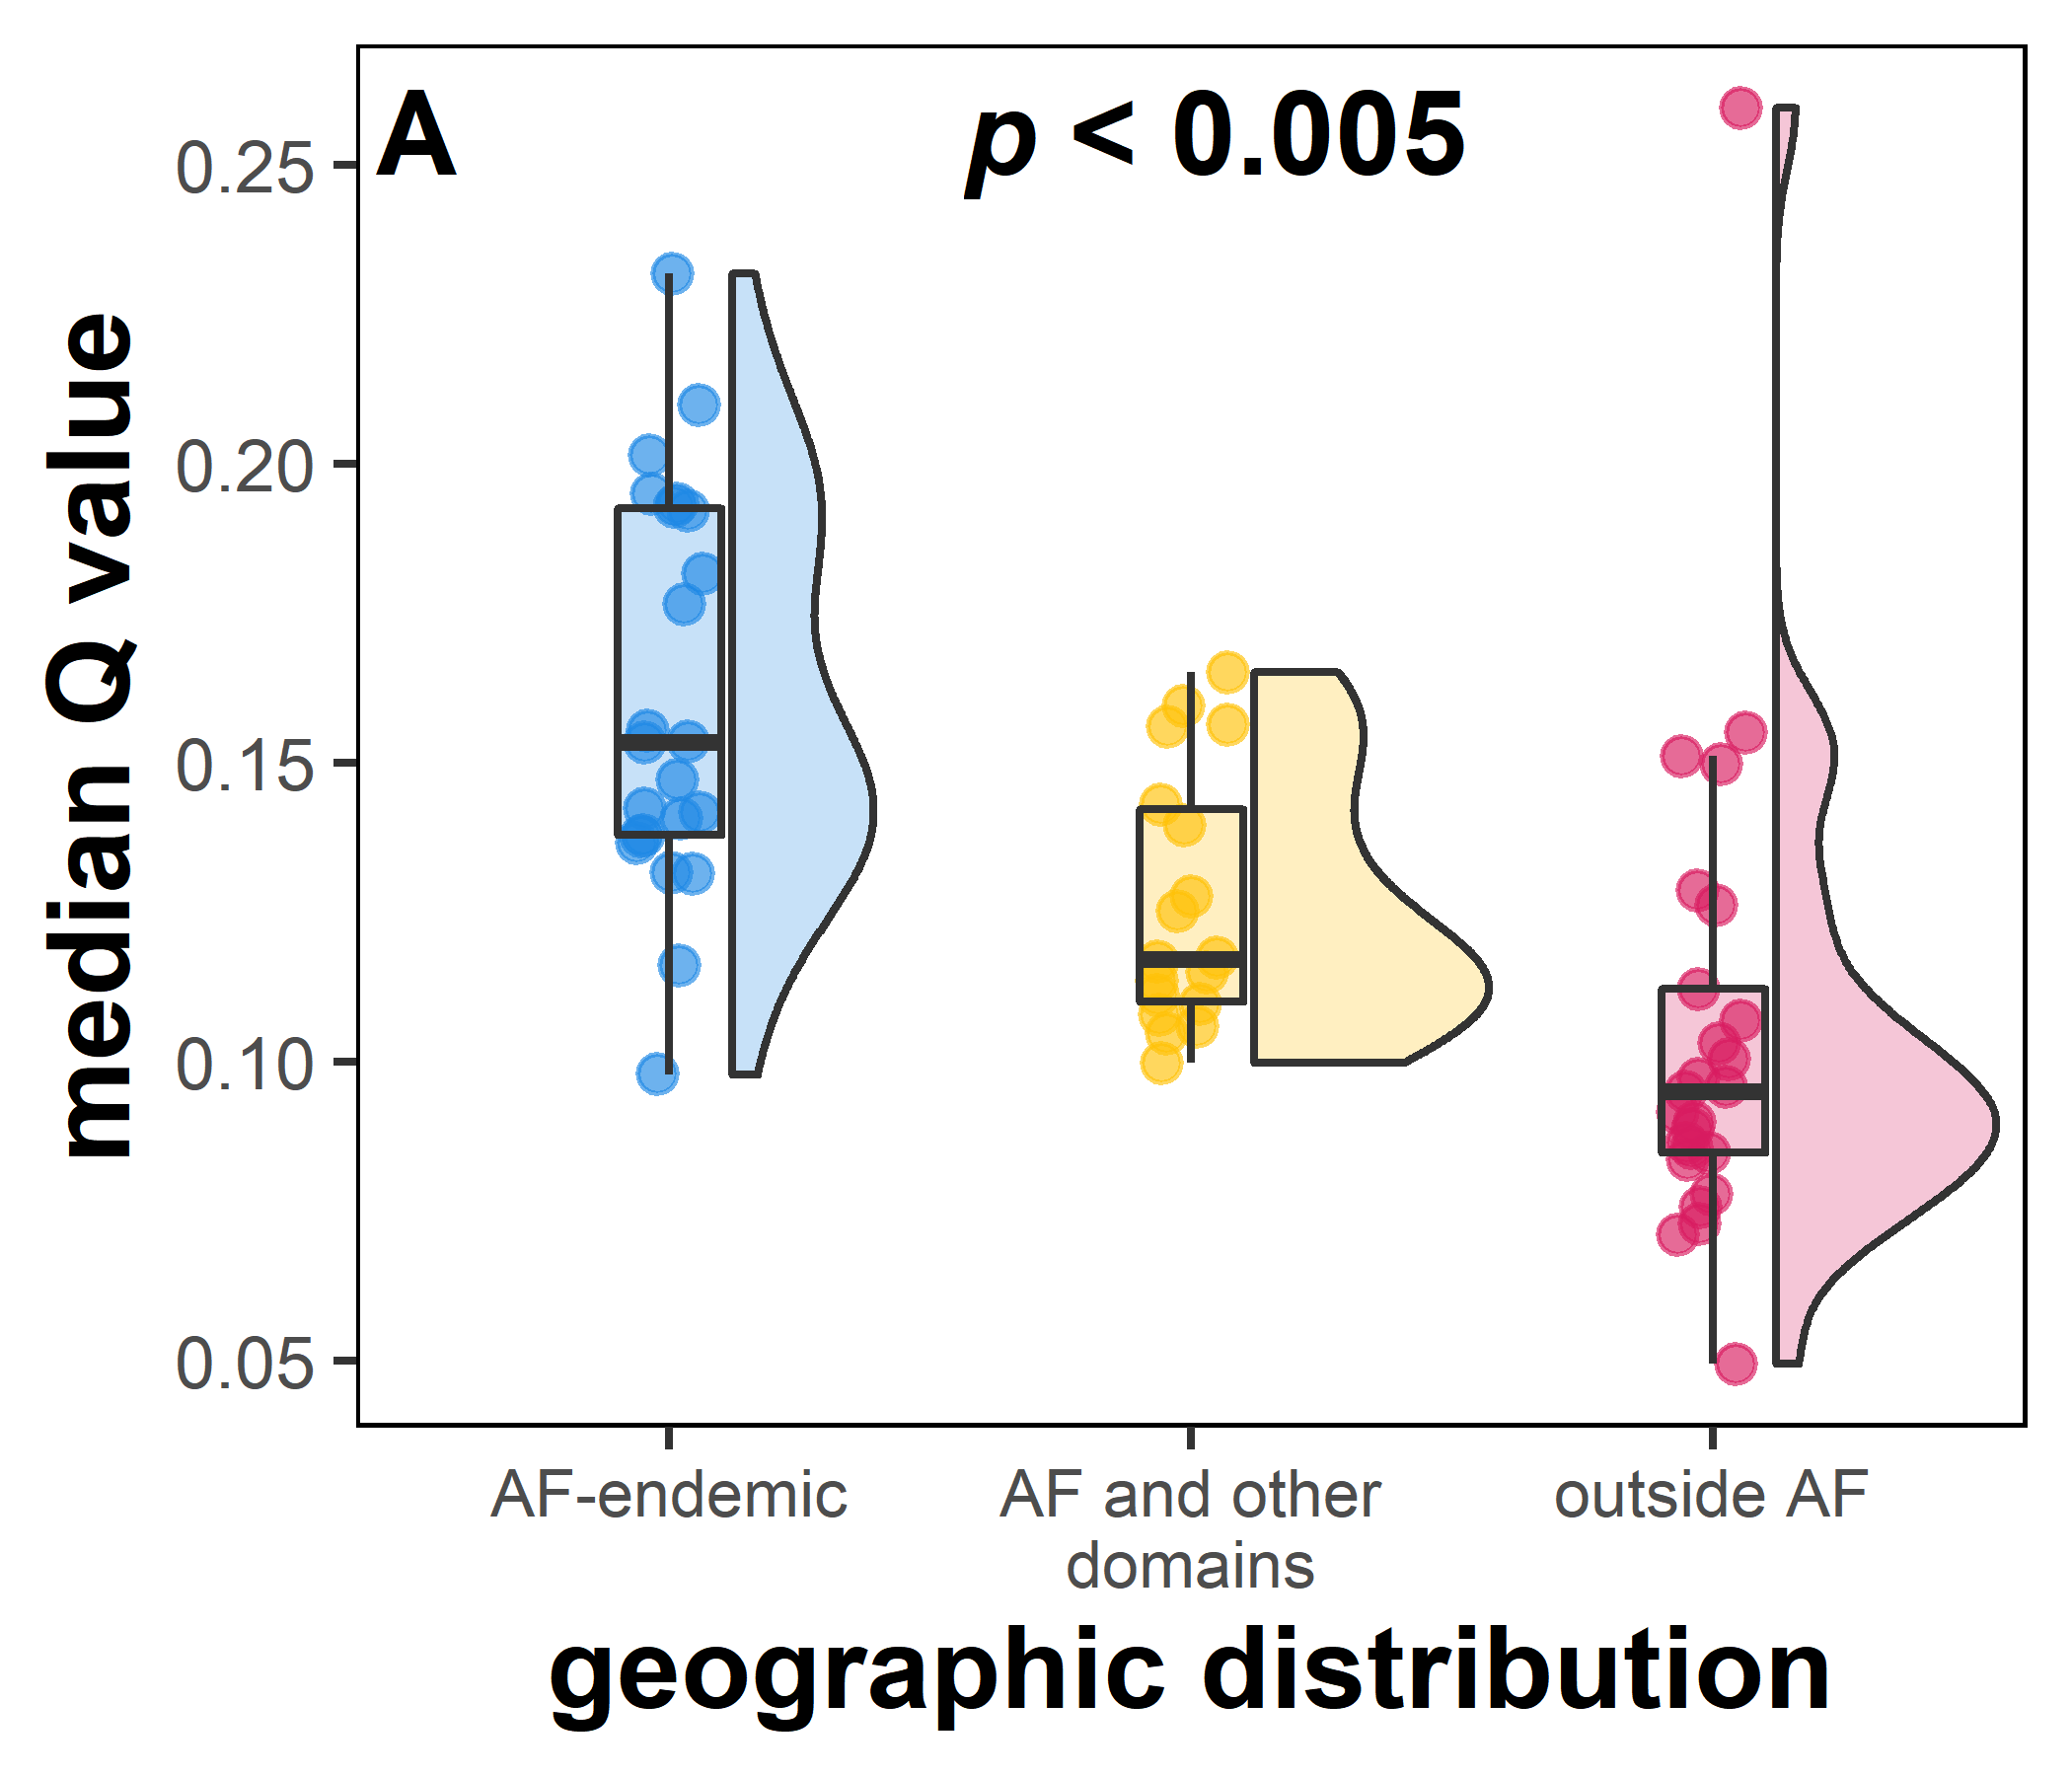 A
p < 0.005
median Q value
0.25
0.20
0.15
0.10
0.05
AF-endemic
AF and other
domains
outside AF
geographic distribution